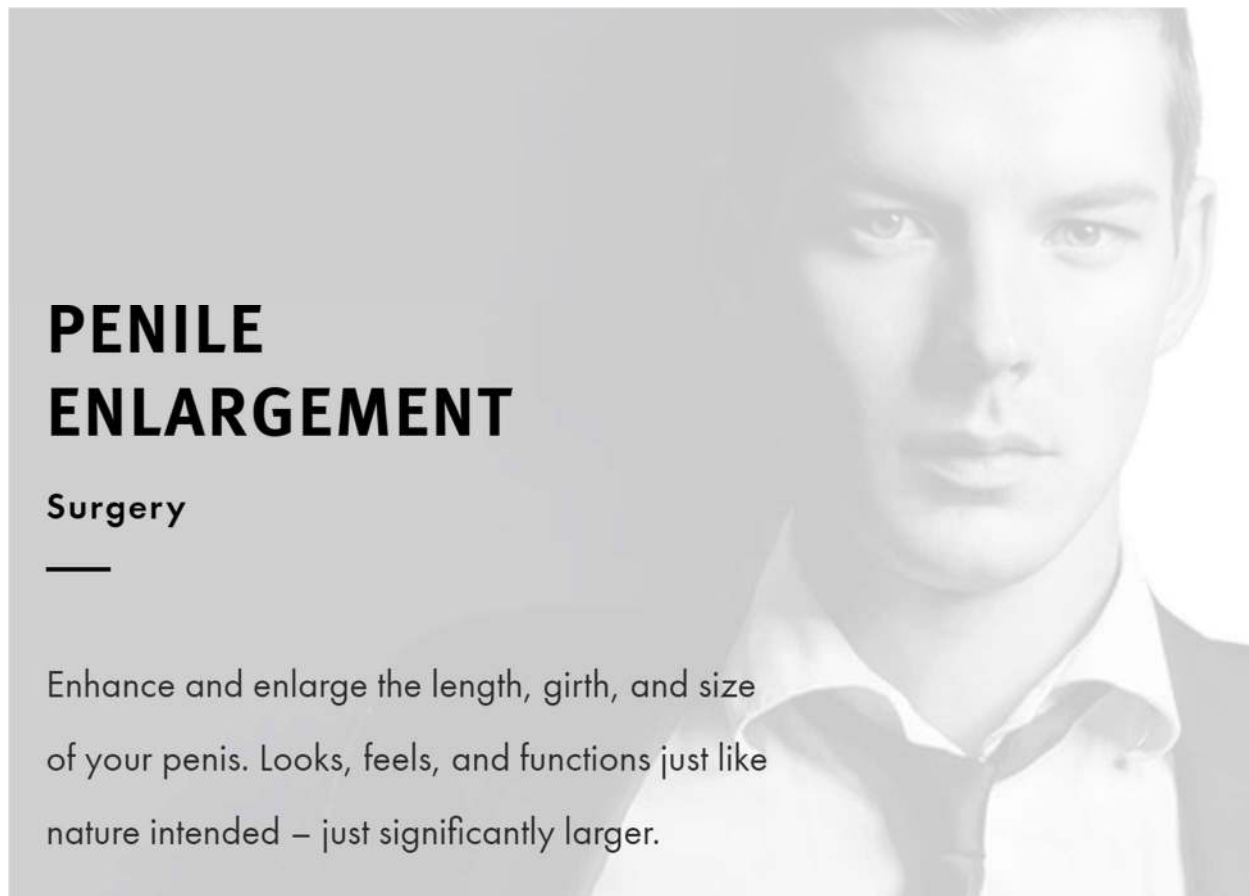 PENILE
ENLARGEMENT
Surgery
Enhance and enlarge the length, girth, and size
of your penis. Looks, feels, and functions just like
nature intended – just significantly larger.